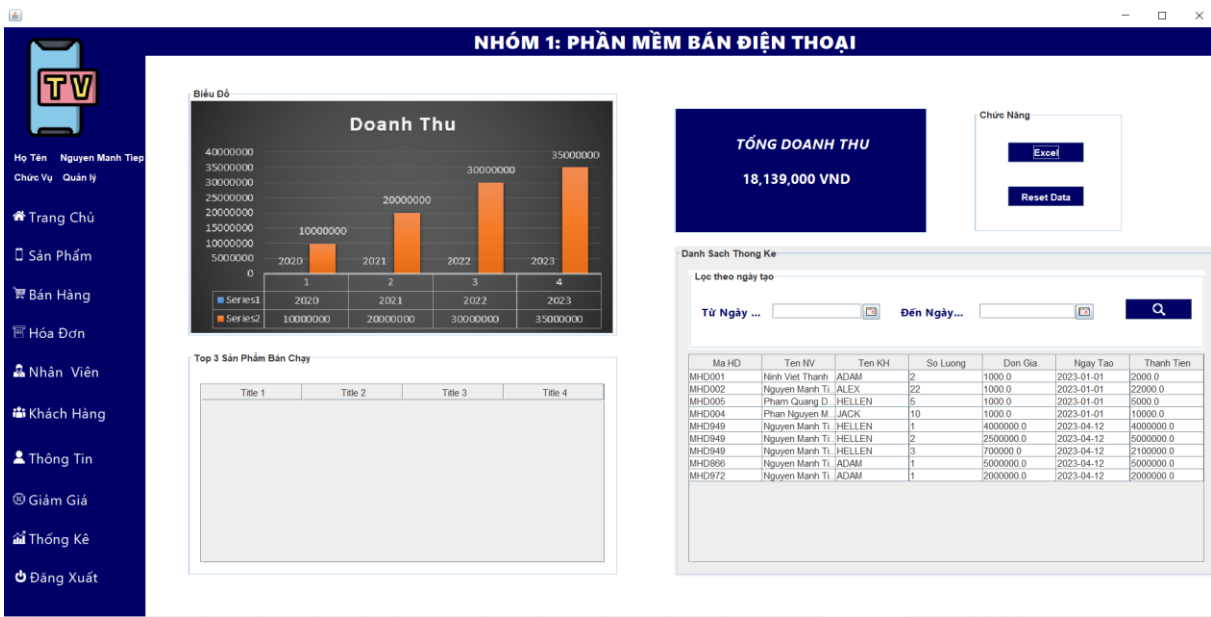 NHÓM 1: PHẦN MỀM BÁN ĐIỆN THOẠI
TV
Họ Tên Nguyen Manh Tiep
Chức Vụ Quản lý
Trang Chủ
Sản Phẩm
Bán Hàng
Hóa Đơn
Nhân Viên
Khách Hàng
Thông Tin
Giảm Giá
Thống Kê
Đăng Xuất
Biểu Đồ
Doanh Thu
40000000
35000000
30000000
25000000
20000000
15000000
10000000
5000000
0
10000000 20000000 30000000 35000000
2020 2021 2022 2023
1 2 3 4
Series1 2020 2021 2022 2023
Series2 10000000 20000000 30000000 35000000
Top 3 Sản Phẩm Bán Chạy
Title 1 Title 2 Title 3 Title 4
TỔNG DOANH THU
18,139,000 VND
Chức Năng
Excel
Reset Data
Danh Sach Thong Ke
Lọc theo ngày tạo
Từ Ngày ... Đến Ngày...
Ma HD Ten NV Ten KH So Luong Don Gia Ngay Tao Thanh Tien
MHD001 Ninh Viet Thanh ADAM 2 1000.0 2023-01-01 2000.0
MHD002 Nguyen Manh Ti... ALEX 22 1000.0 2023-01-01 22000.0
MHD005 Pham Quang D... HELLEN 5 1000.0 2023-01-01 5000.0
MHD004 Phan Nguyen M... JACK 10 1000.0 2023-01-01 10000.0
MHD949 Nguyen Manh Ti... HELLEN 1 4000000.0 2023-04-12 4000000.0
MHD949 Nguyen Manh Ti... HELLEN 2 2500000.0 2023-04-12 5000000.0
MHD949 Nguyen Manh Ti... HELLEN 3 700000.0 2023-04-12 2100000.0
MHD866 Nguyen Manh Ti... ADAM 1 5000000.0 2023-04-12 5000000.0
MHD972 Nguyen Manh Ti... ADAM 1 2000000.0 2023-04-12 2000000.0